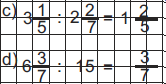 c) 3 1/5 : 2 2/7 = 1 2/5
d) 6 3/7 : 15 = 3/7